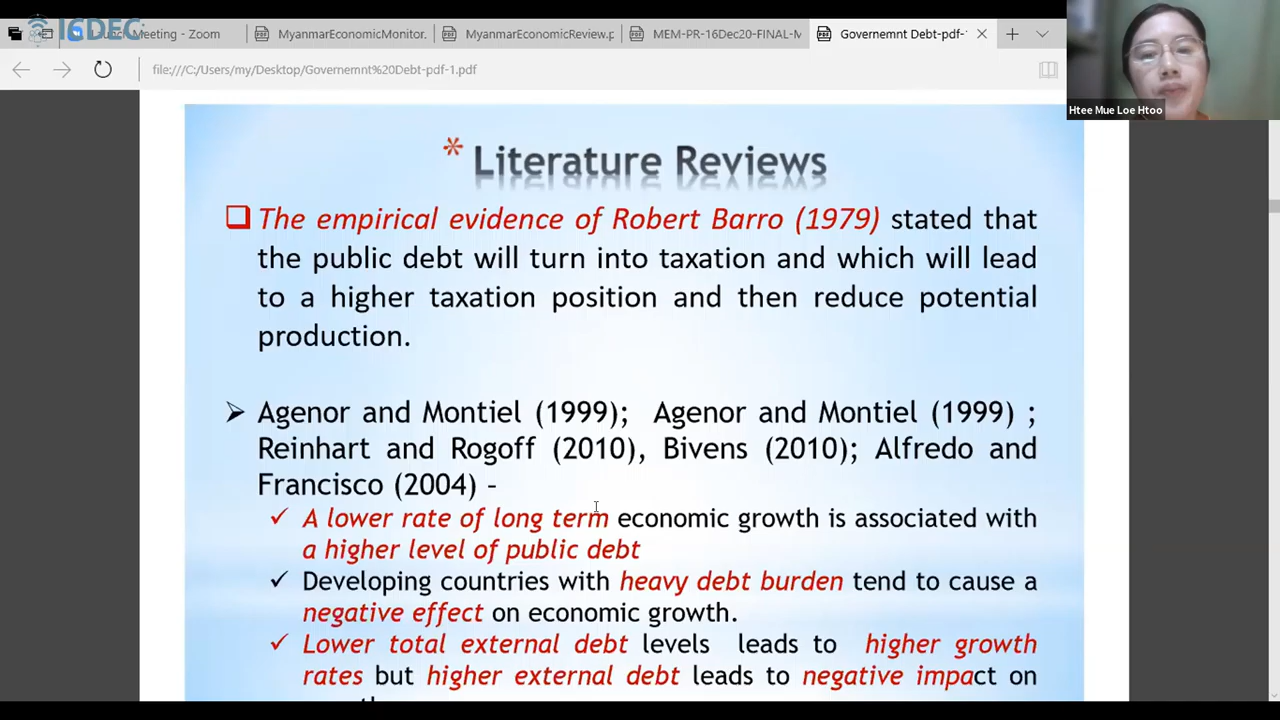 16DEC
Meeting - Zoom
MyanmarEconomicMonitor.
MyanmarEconomicReview.p
MEM-PR-16Dec20-FINAL-M
Governemnt Debt-pdf-
file:///C:/Users/my/Desktop/Governemnt%20Debt-pdf-1.pdf
Htee Mue Loe Htoo
* Literature Reviews
The empirical evidence of Robert Barro (1979) stated that
the public debt will turn into taxation and which will lead
to a higher taxation position and then reduce potential
production.
Agenor and Montiel (1999); Agenor and Montiel (1999) ;
Reinhart and Rogoff (2010), Bivens (2010); Alfredo and
Francisco (2004) –
A lower rate of long term economic growth is associated with
a higher level of public debt
Developing countries with heavy debt burden tend to cause a
negative effect on economic growth.
Lower total external debt levels leads to higher growth
rates but higher external debt leads to negative impact on